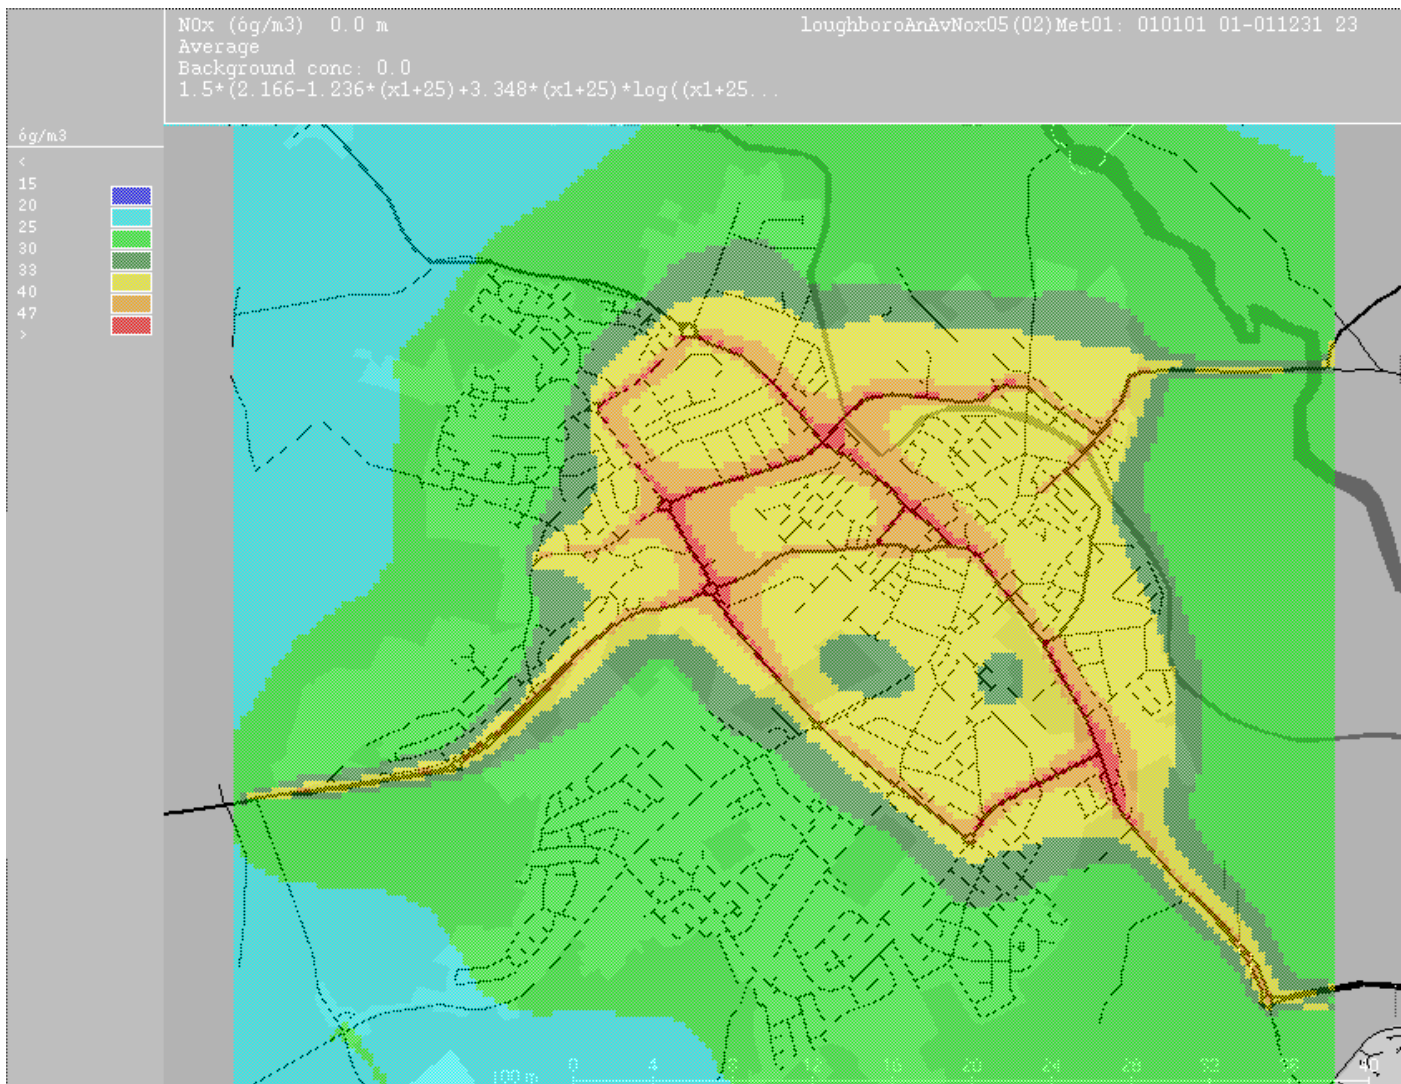 NOx (óg/m3) 0.0 m
loughboroAnAvNox05(02)Met01: 010101 01-011231 23
Average
Background conc: 0.0
1.5*(2.166-1.236*(x1+25)+3.348*(x1+25)*log((x1+25...
óg/m3
<
15
20
25
30
33
40
47
>
100 m 0 4 8 12 16 20 24 28 32 36 40